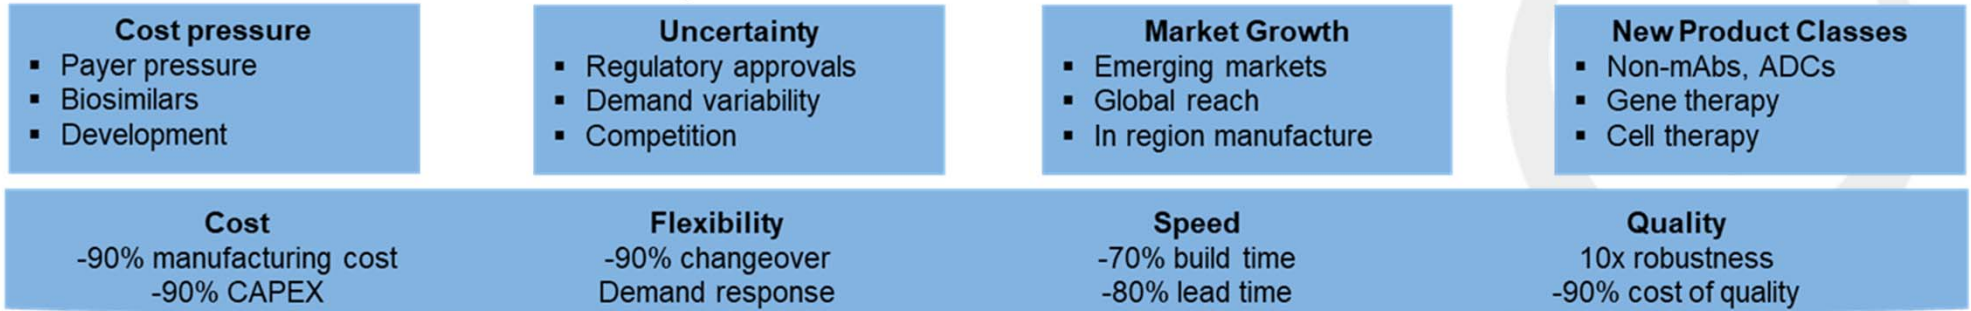 Cost pressure
▪ Payer pressure
▪ Biosimilars
▪ Development
Uncertainty
▪ Regulatory approvals
▪ Demand variability
▪ Competition
Market Growth
▪ Emerging markets
▪ Global reach
▪ In region manufacture
New Product Classes
▪ Non-mAbs, ADCs
▪ Gene therapy
▪ Cell therapy
Cost
-90% manufacturing cost
-90% CAPEX
Flexibility
-90% changeover
Demand response
Speed
-70% build time
-80% lead time
Quality
10x robustness
-90% cost of quality